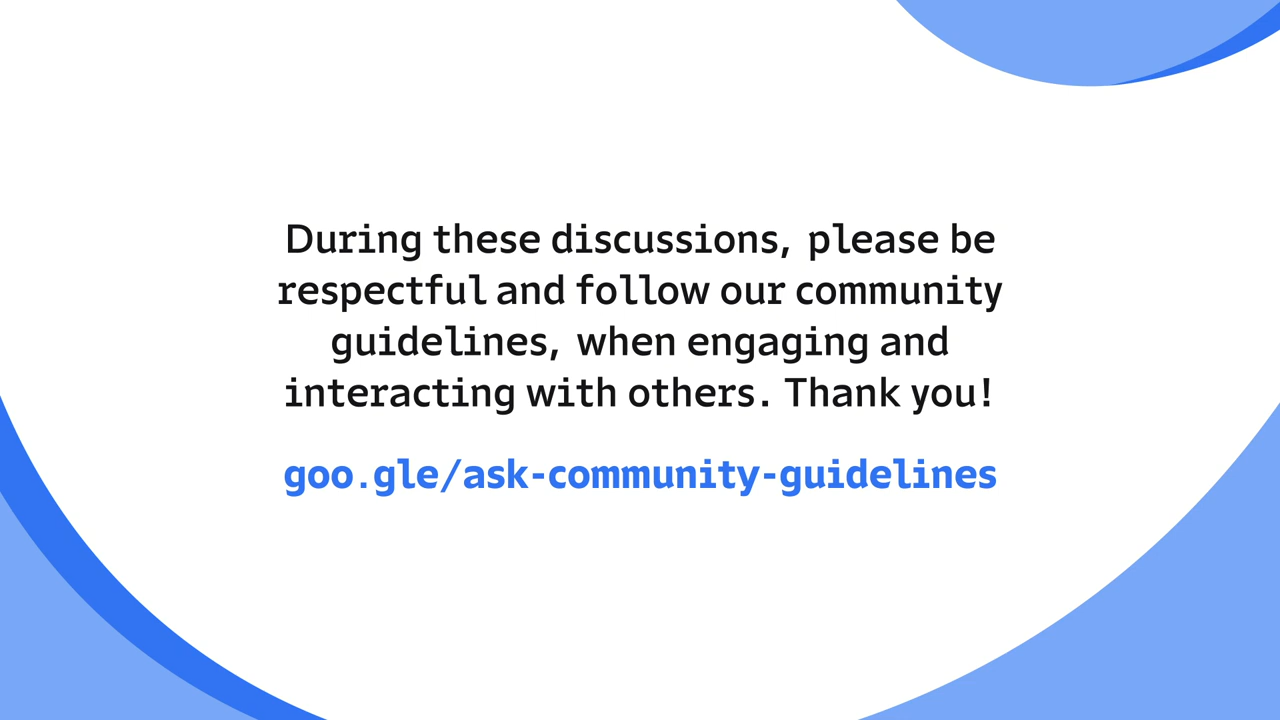 During these discussions, please be
respectful and follow our community
guidelines, when engaging and
interacting with others. Thank you!
goo.gle/ask-community-guidelines